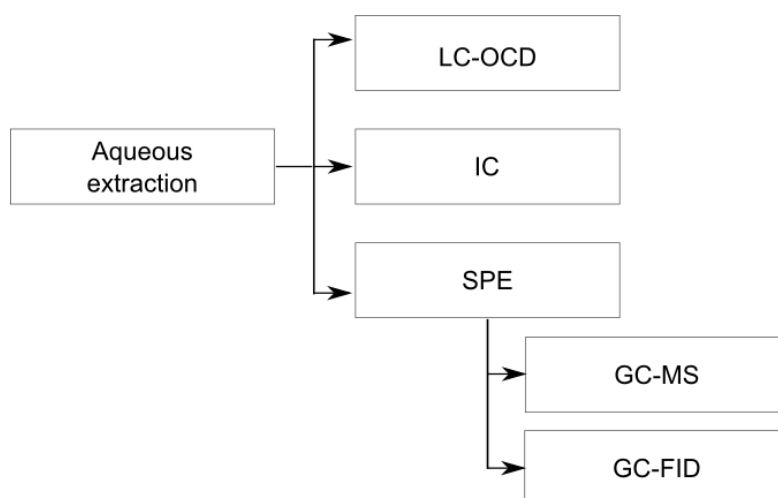 LC-OCD
Aqueous
extraction
IC
SPE
GC-MS
GC-FID